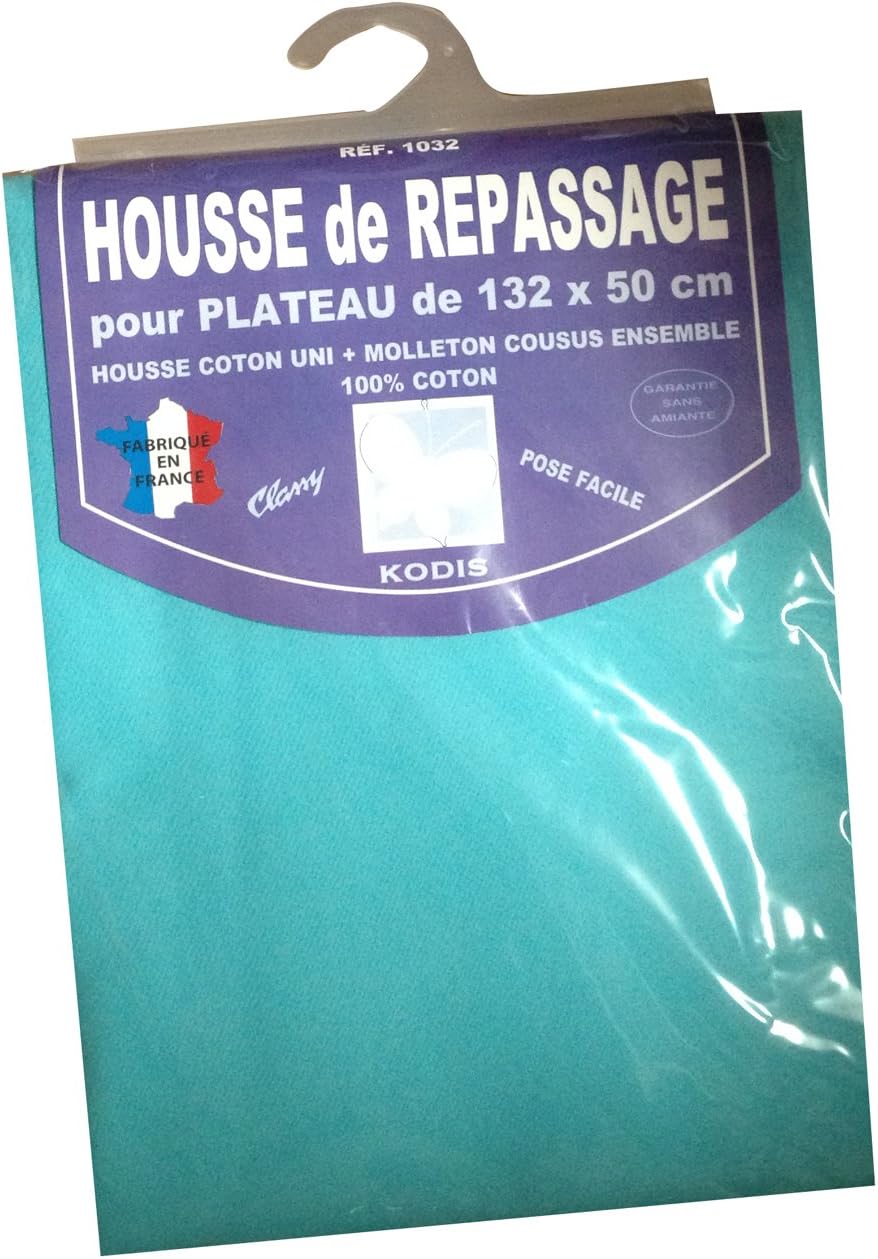 RÉF. 1032
HOUSSE de REPASSAGE
pour PLATEAU de 132 x 50 cm
HOUSSE COTON UNI + MOLLETON COUSUS ENSEMBLE
100% COTON
GARANTIE
SANS
AMIANTE
FABRIQUÉ
EN
FRANCE
Classy
POSE FACILE
KODIS